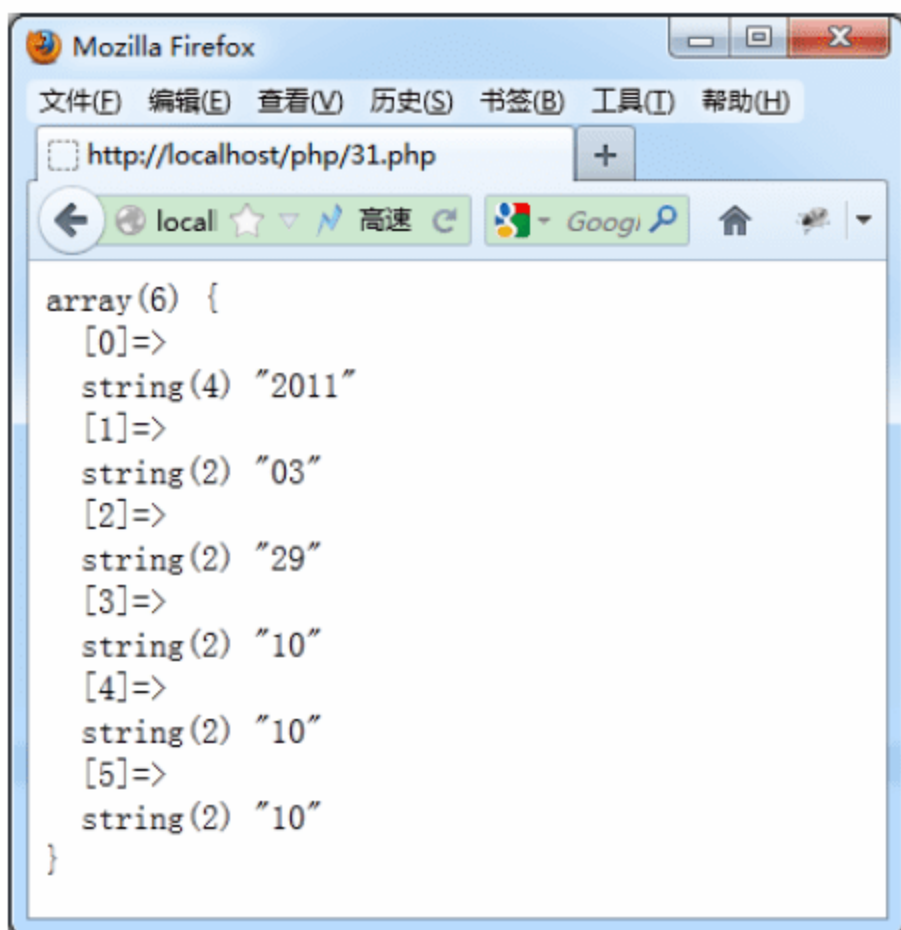 Mozilla Firefox
文件(F) 编辑(E) 查看(V) 历史(S) 书签(B) 工具(T) 帮助(H)
http://localhost/php/31.php
locall 高速 Googl
array(6) {
  [0]=>
  string(4) "2011"
  [1]=>
  string(2) "03"
  [2]=>
  string(2) "29"
  [3]=>
  string(2) "10"
  [4]=>
  string(2) "10"
  [5]=>
  string(2) "10"
}